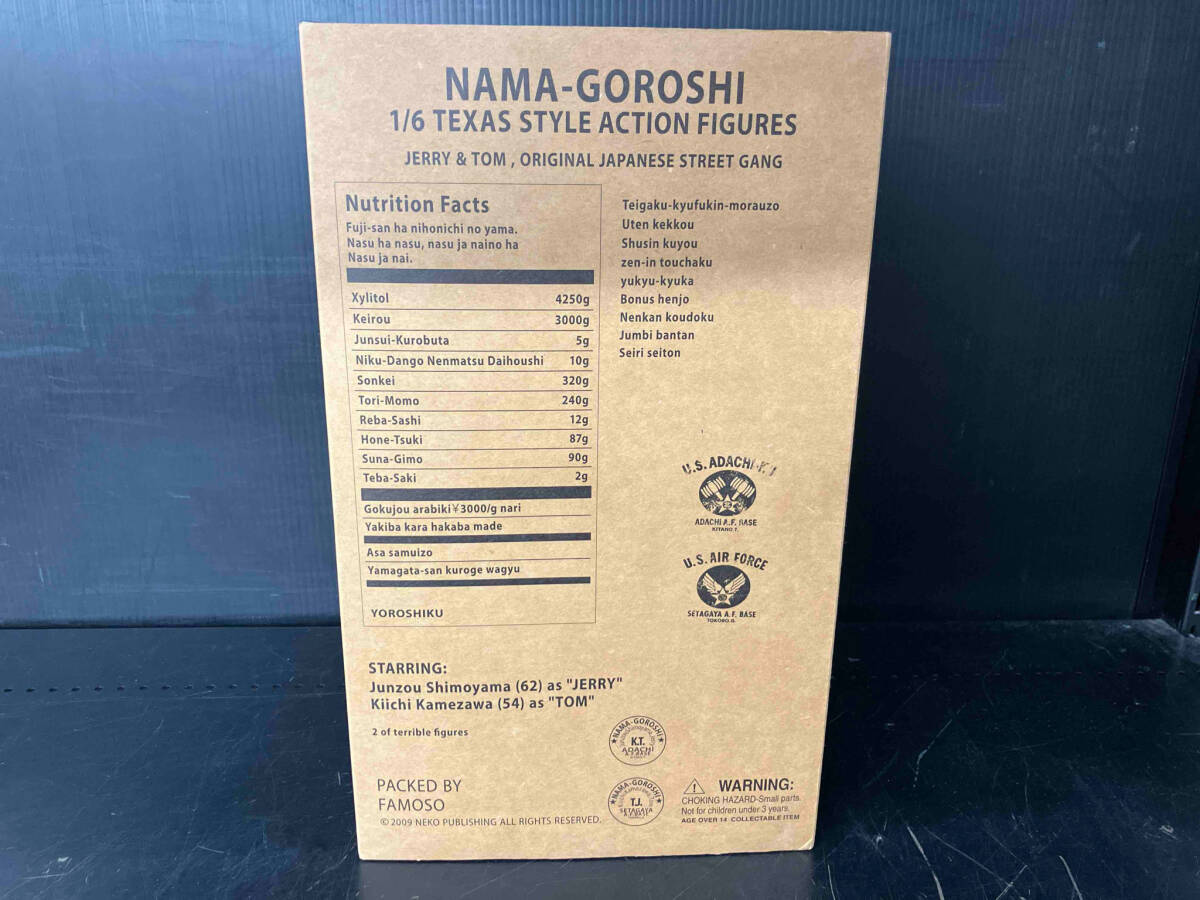 NAMA-GOROSHI
1/6 TEXAS STYLE ACTION FIGURES
JERRY & TOM , ORIGINAL JAPANESE STREET GANG
Nutrition Facts
Fuji-san ha nihonichi no yama.
Nasu ha nasu, nasu ja naino ha
Nasu ja nai.
Xylitol 4250g
Keirou 3000g
Junsui-Kurobuta 5g
Niku-Dango Nenmatsu Daihoushi 10g
Sonkei 320g
Tori-Momo 240g
Reba-Sashi 12g
Hone-Tsuki 87g
Suna-Gimo 90g
Teba-Saki 2g
Gokujou arabiki¥3000/g nari
Yakiba kara hakaba made
Asa samuizo
Yamagata-san kuroge wagyu
YOROSHIKU
Teigaku-kyufukin-morauzo
Uten kekkou
Shusin kuyou
zen-in touchaku
yukyu-kyuka
Bonus henjo
Nenkan koudoku
Jumbi bantan
Seiri seiton
U.S. ADACHI
ADACHI A.F. BASE
KITANO T.
U.S. AIR FORCE
SETAGAYA A.F. BASE
TOKORO.G.
STARRING:
Junzou Shimoyama (62) as "JERRY"
Kiichi Kamezawa (54) as "TOM"
2 of terrible figures
NAMA-GOROSHI
K.T.
ADACHI
A.F.BASE
NAMA-GOROSHI
T.J.
SETAGAYA
A.F.BASE
PACKED BY
FAMOSO
©2009 NEKO PUBLISHING ALL RIGHTS RESERVED.
WARNING:
CHOKING HAZARD-Small parts.
Not for children under 3 years.
AGE OVER 14 COLLECTABLE ITEM